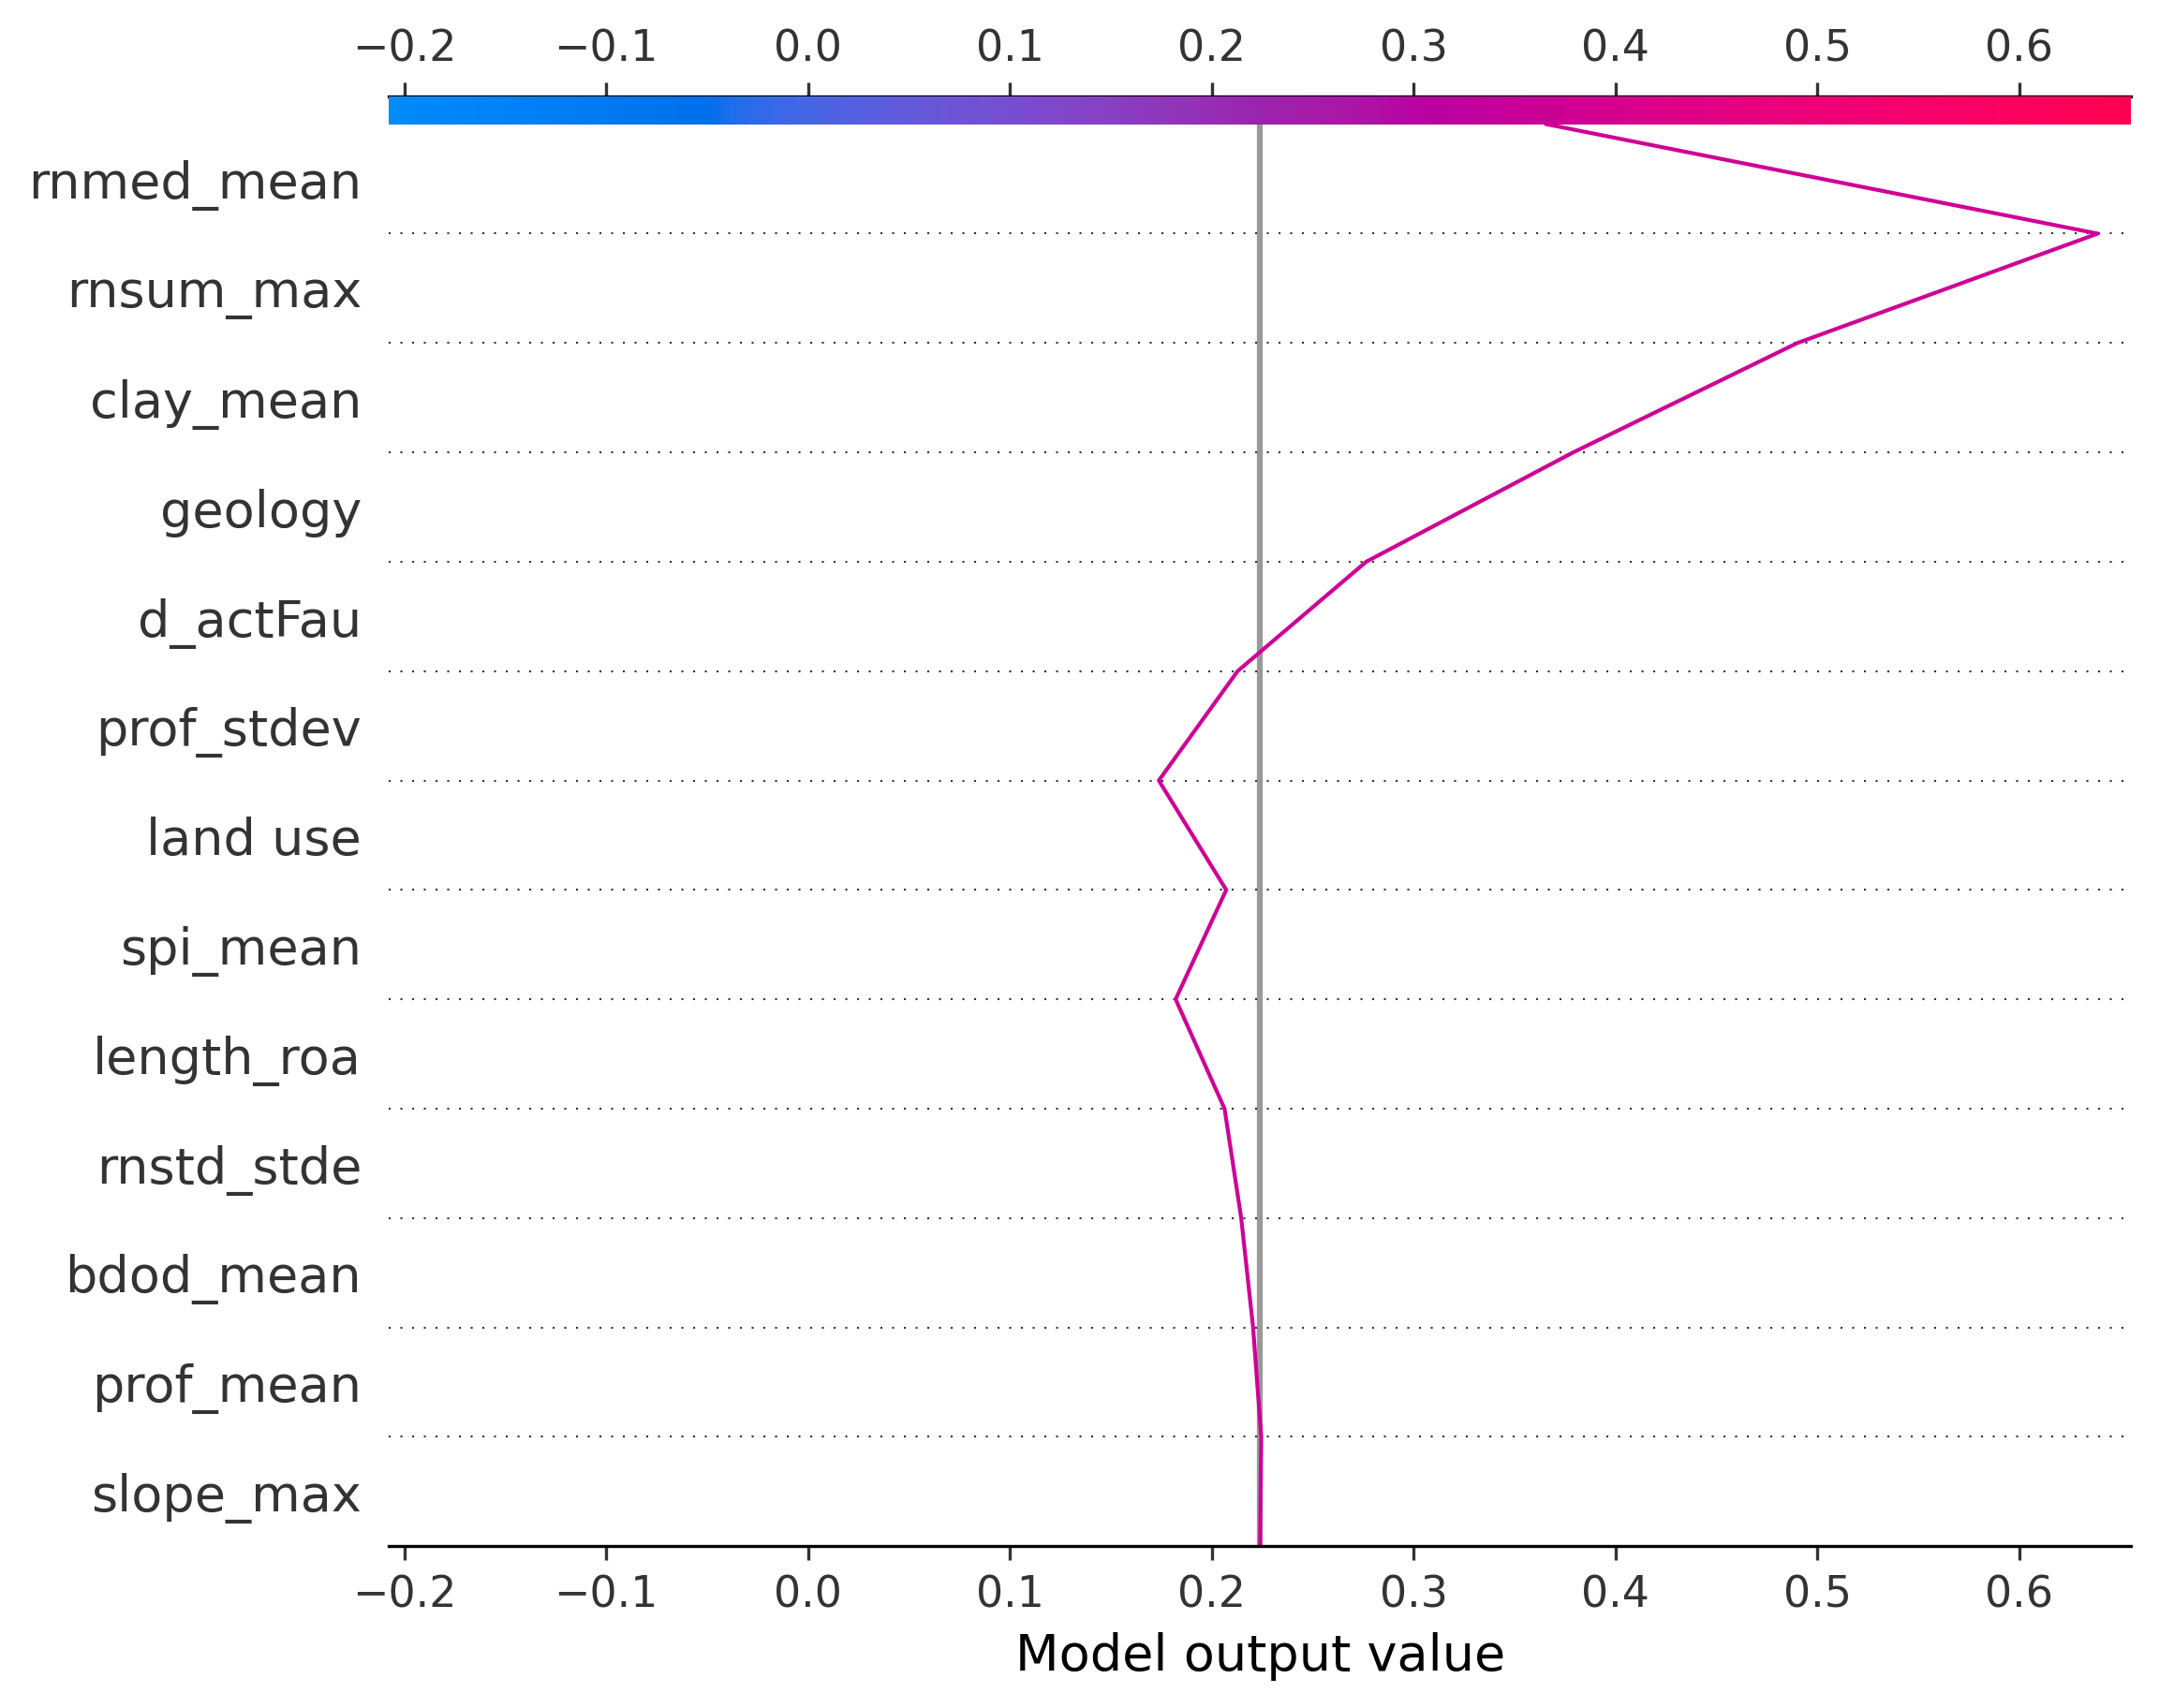 −0.2 −0.1 0.0 0.1 0.2 0.3 0.4 0.5 0.6
rnmed_mean
rnsum_max
clay_mean
geology
d_actFau
prof_stdev
land use
spi_mean
length_roa
rnstd_stde
bdod_mean
prof_mean
slope_max
−0.2 −0.1 0.0 0.1 0.2 0.3 0.4 0.5 0.6
Model output value